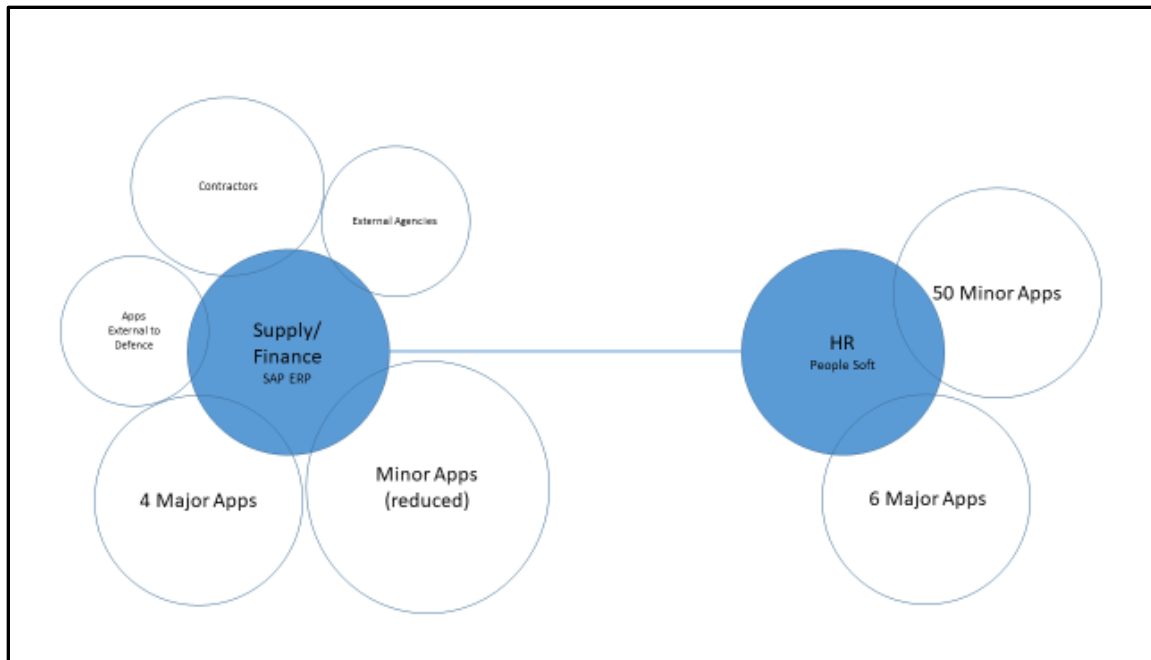 Contractors
External Agencies
Apps
External to
Defence
Supply/
Finance
SAP ERP
4 Major Apps
Minor Apps
(reduced)
50 Minor Apps
HR
People Soft
6 Major Apps